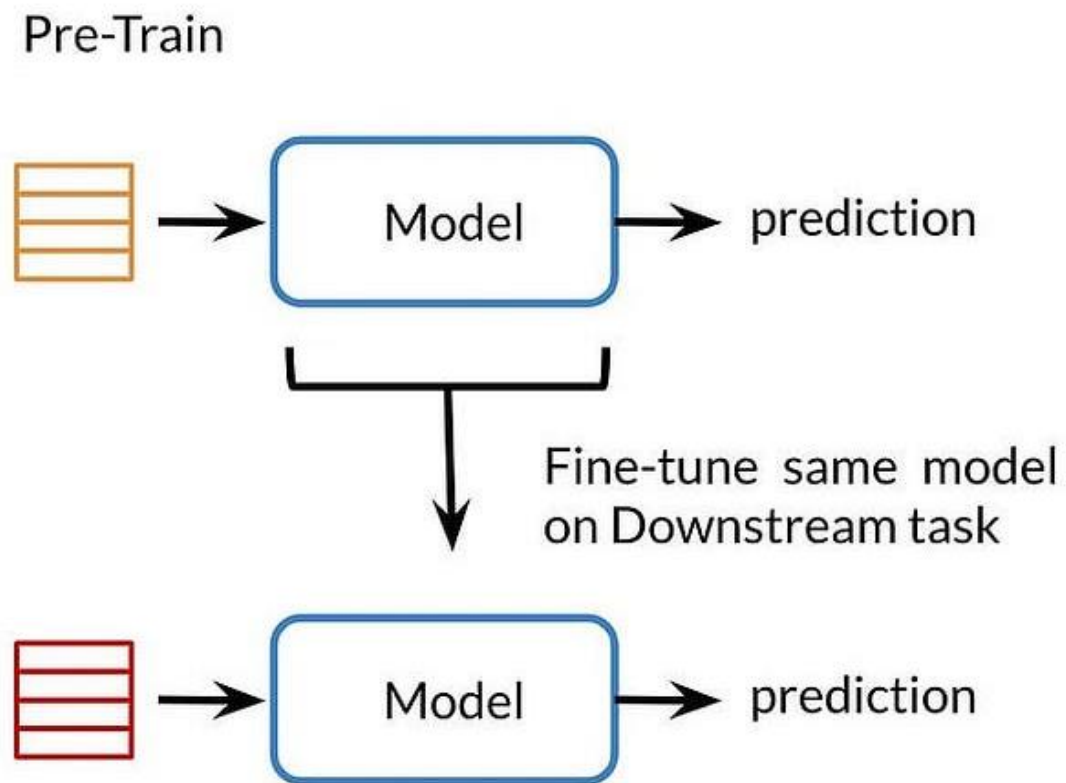 Pre-Train
Model
prediction
Fine-tune same model
on Downstream task
Model
prediction